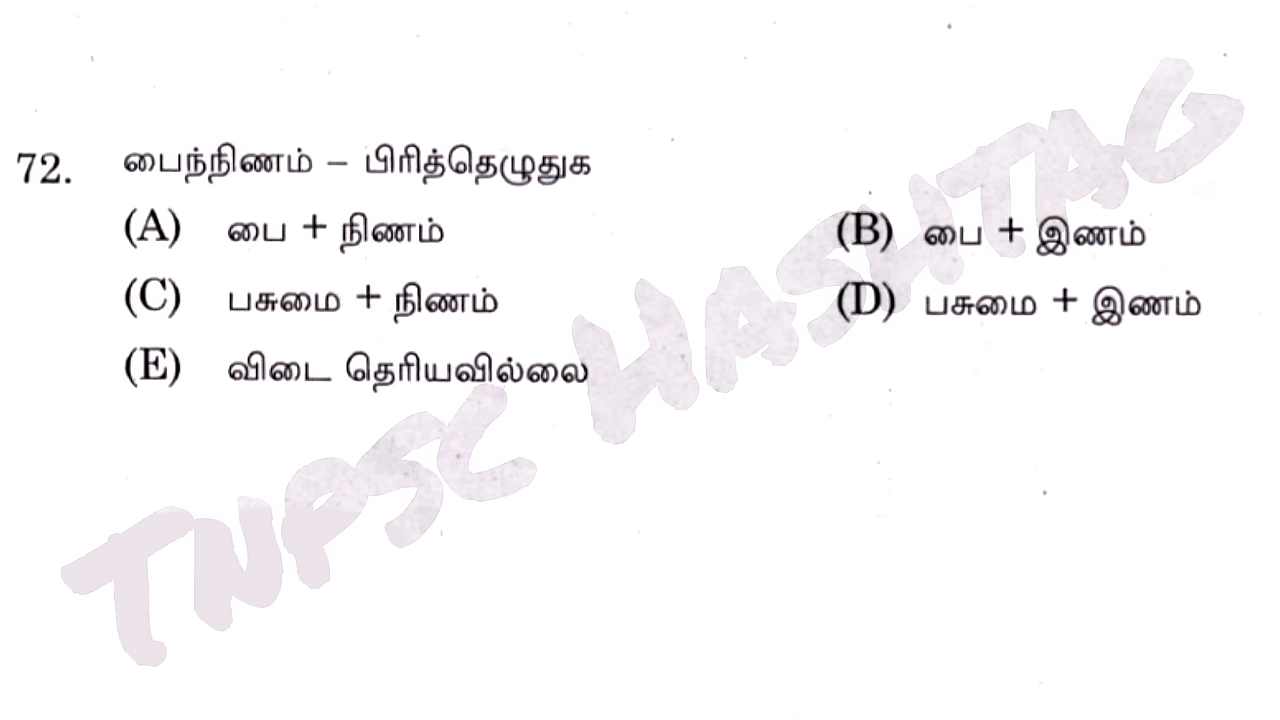 72. பைந்நிணம் – பிரித்தெழுதுக
(A) பை + நிணம் (B) பை + இணம்
(C) பசுமை + நிணம் (D) பசுமை + இணம்
(E) விடை தெரியவில்லை
TNPSC HASHTAG